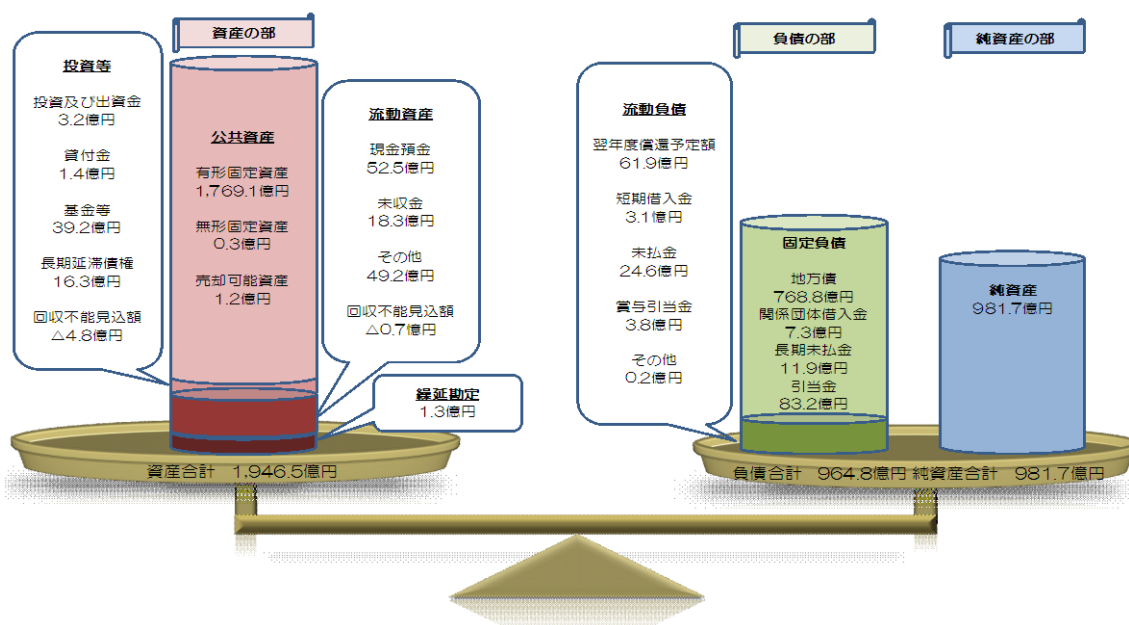 資産の部
投資等
投資及び出資金
3.2億円
貸付金
1.4億円
基金等
39.2億円
長期延滞債権
16.3億円
回収不能見込額
△4.8億円
公共資産
有形固定資産
1,769.1億円
無形固定資産
0.3億円
売却可能資産
1.2億円
流動資産
現金預金
52.5億円
未収金
18.3億円
その他
49.2億円
回収不能見込額
△0.7億円
繰延勘定
1.3億円
資産合計 1,946.5億円
負債の部
流動負債
翌年度償還予定額
61.9億円
短期借入金
3.1億円
未払金
24.6億円
賞与引当金
3.8億円
その他
0.2億円
固定負債
地方債
768.8億円
関係団体借入金
7.3億円
長期未払金
11.9億円
引当金
83.2億円
純資産の部
純資産
981.7億円
負債合計 964.8億円 純資産合計 981.7億円